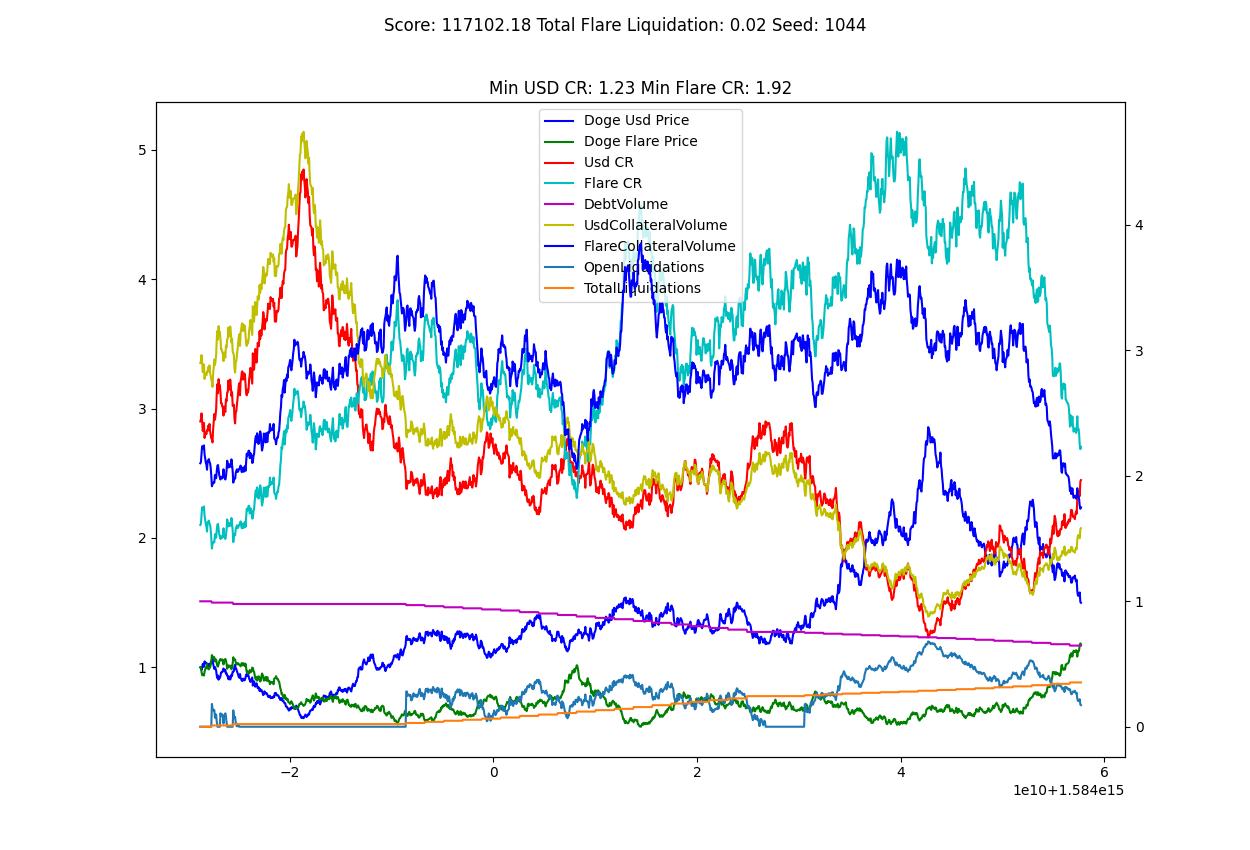 Score: 117102.18 Total Flare Liquidation: 0.02 Seed: 1044
Min USD CR: 1.23 Min Flare CR: 1.92
Doge Usd Price
Doge Flare Price
Usd CR
Flare CR
DebtVolume
UsdCollateralVolume
FlareCollateralVolume
OpenLiquidations
TotalLiquidations
5
4
3
2
1
4
3
2
1
0
−2
0
2
4
6
1e10+1.584e15